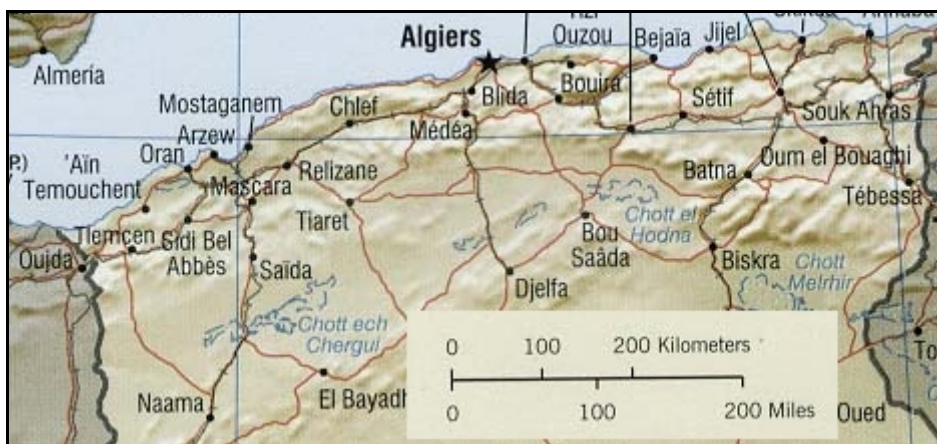 Algiers
Ouzou
Bejaïa
Jijel
Almería
Mostaganem
Arzew
Chlef
Blida
Bouira
Sétif
Souk Ahras
Médéa
'Aïn
Temouchent
Oran
Relizane
Mascara
Batna
Oum el Bouaghi
Tébessa
Tiaret
Chott el
Hodna
Tlemcen
Sidi Bel
Abbès
Bou
Saâda
Oujda
Saïda
Djelfa
Biskra
Chott
Melrhir
Chott ech
Chergui
Naama
El Bayadh
0 100 200 Kilometers
0 100 200 Miles
Oued
To